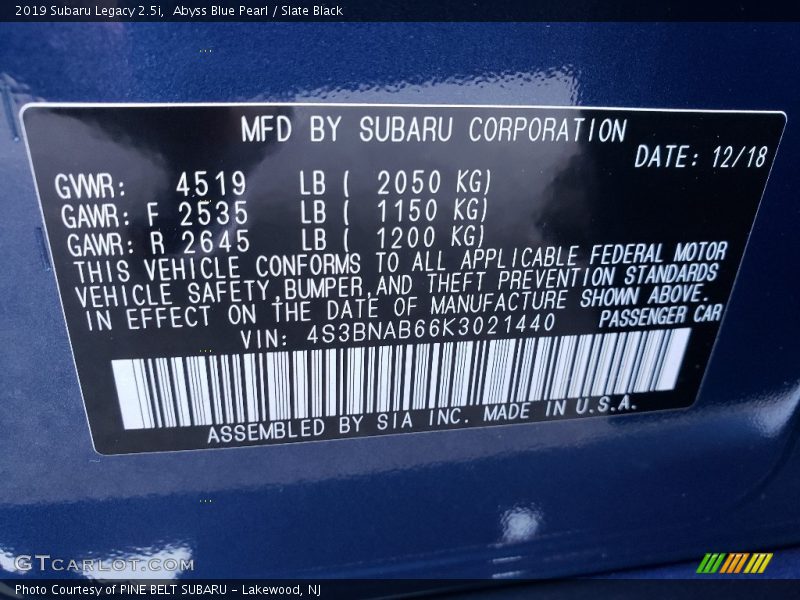 2019 Subaru Legacy 2.5i, Abyss Blue Pearl / Slate Black
MFD BY SUBARU CORPORATION
DATE: 12/18
GVWR: 4519 LB ( 2050 KG)
GAWR: F 2535 LB ( 1150 KG)
GAWR: R 2645 LB ( 1200 KG)
THIS VEHICLE CONFORMS TO ALL APPLICABLE FEDERAL MOTOR
VEHICLE SAFETY,BUMPER,AND THEFT PREVENTION STANDARDS
IN EFFECT ON THE DATE OF MANUFACTURE SHOWN ABOVE.
PASSENGER CAR
VIN: 4S3BNAB66K3021440
ASSEMBLED BY SIA INC. MADE IN U.S.A.
GTCARLOT.COM
Photo Courtesy of PINE BELT SUBARU - Lakewood, NJ